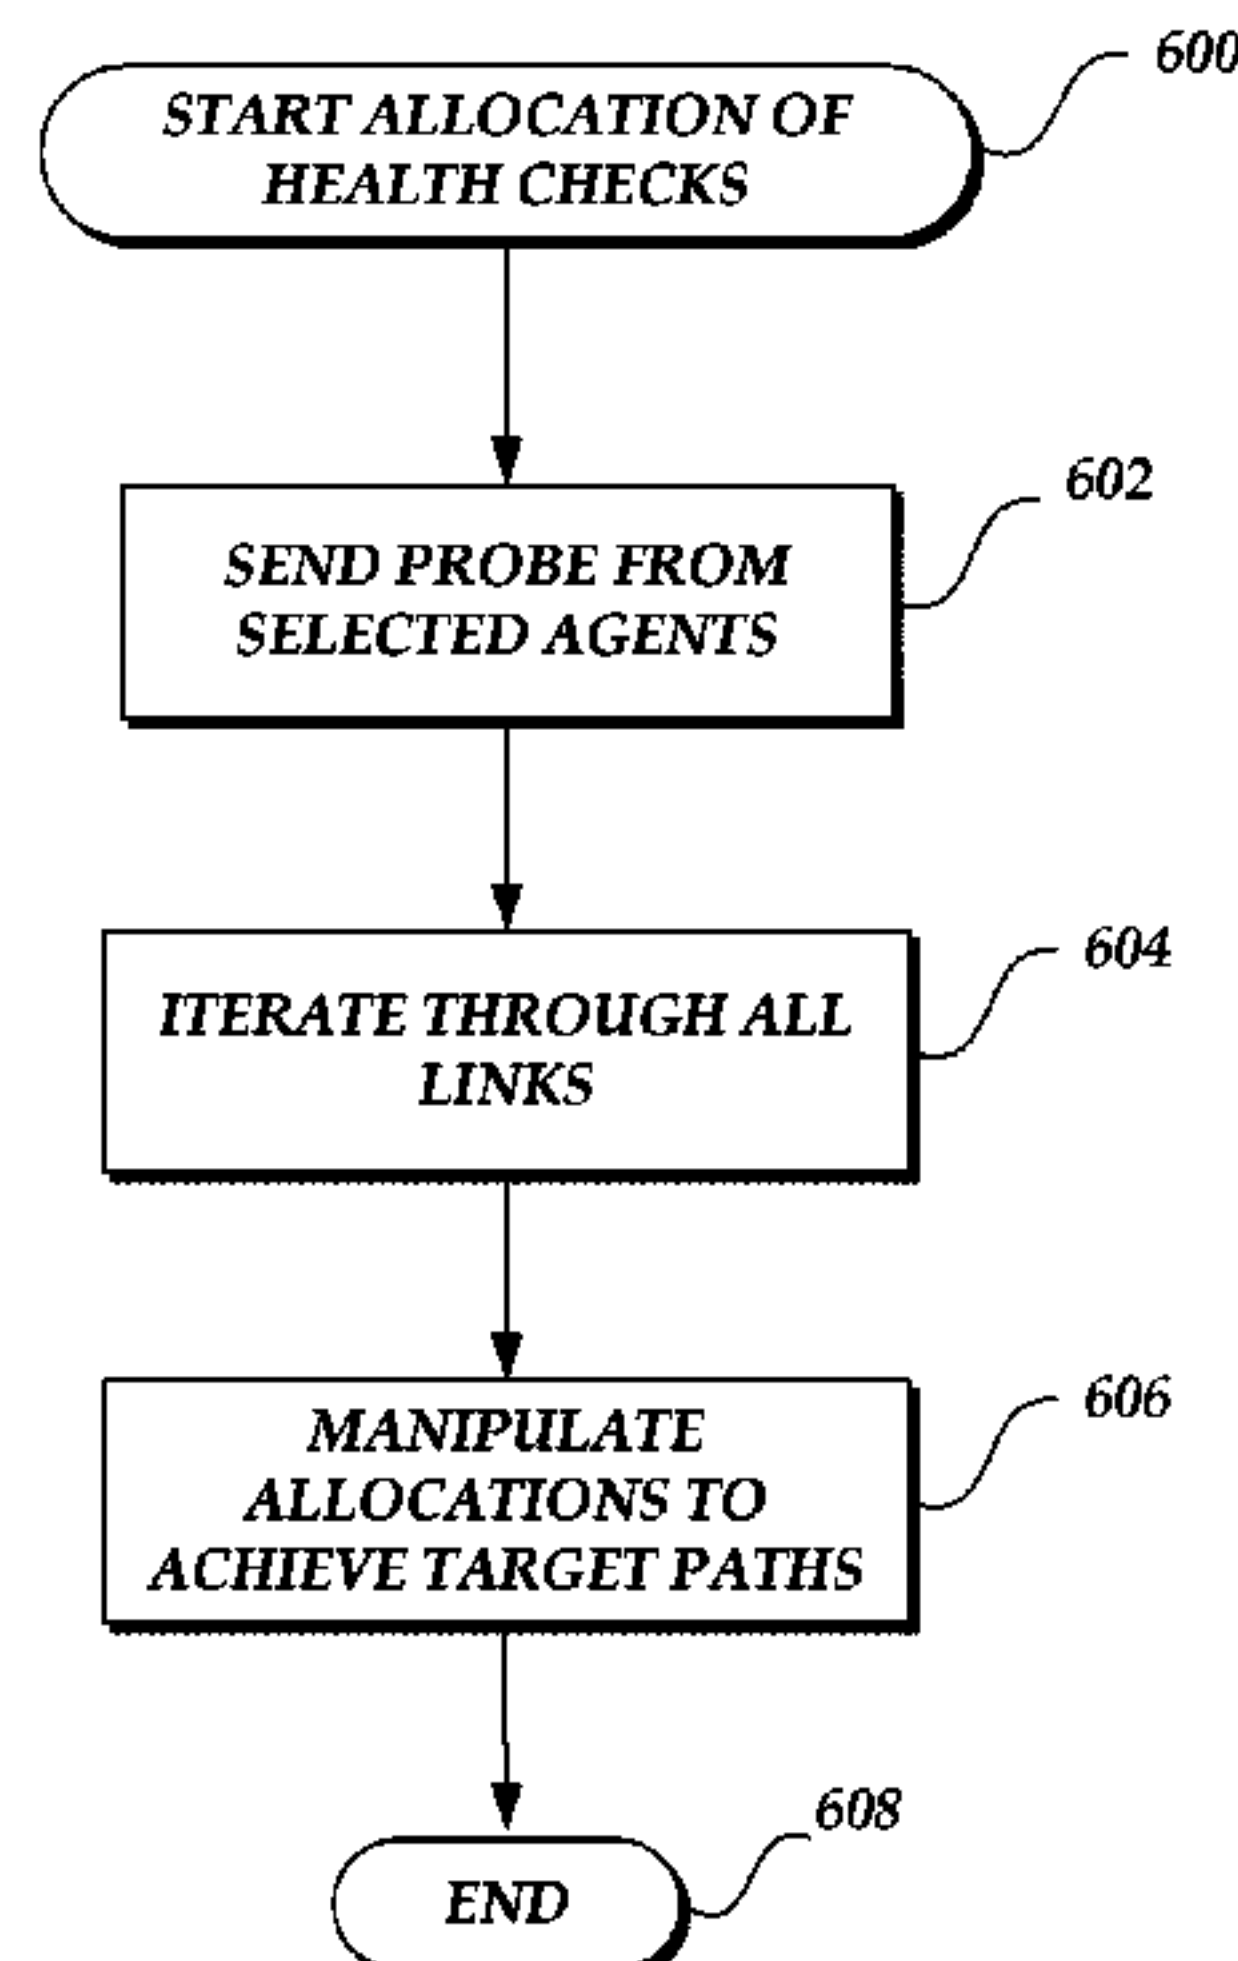 600
START ALLOCATION OF
HEALTH CHECKS
602
SEND PROBE FROM
SELECTED AGENTS
604
ITERATE THROUGH ALL
LINKS
606
MANIPULATE
ALLOCATIONS TO
ACHIEVE TARGET PATHS
608
END